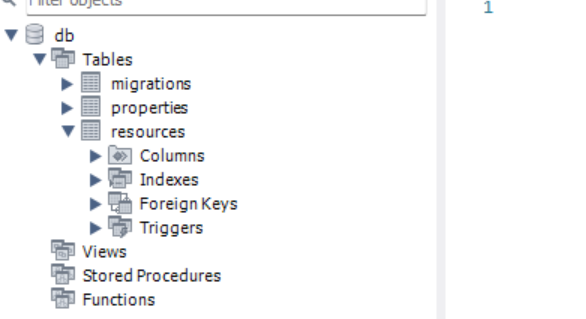 Filter objects
1
db
Tables
migrations
properties
resources
Columns
Indexes
Foreign Keys
Triggers
Views
Stored Procedures
Functions